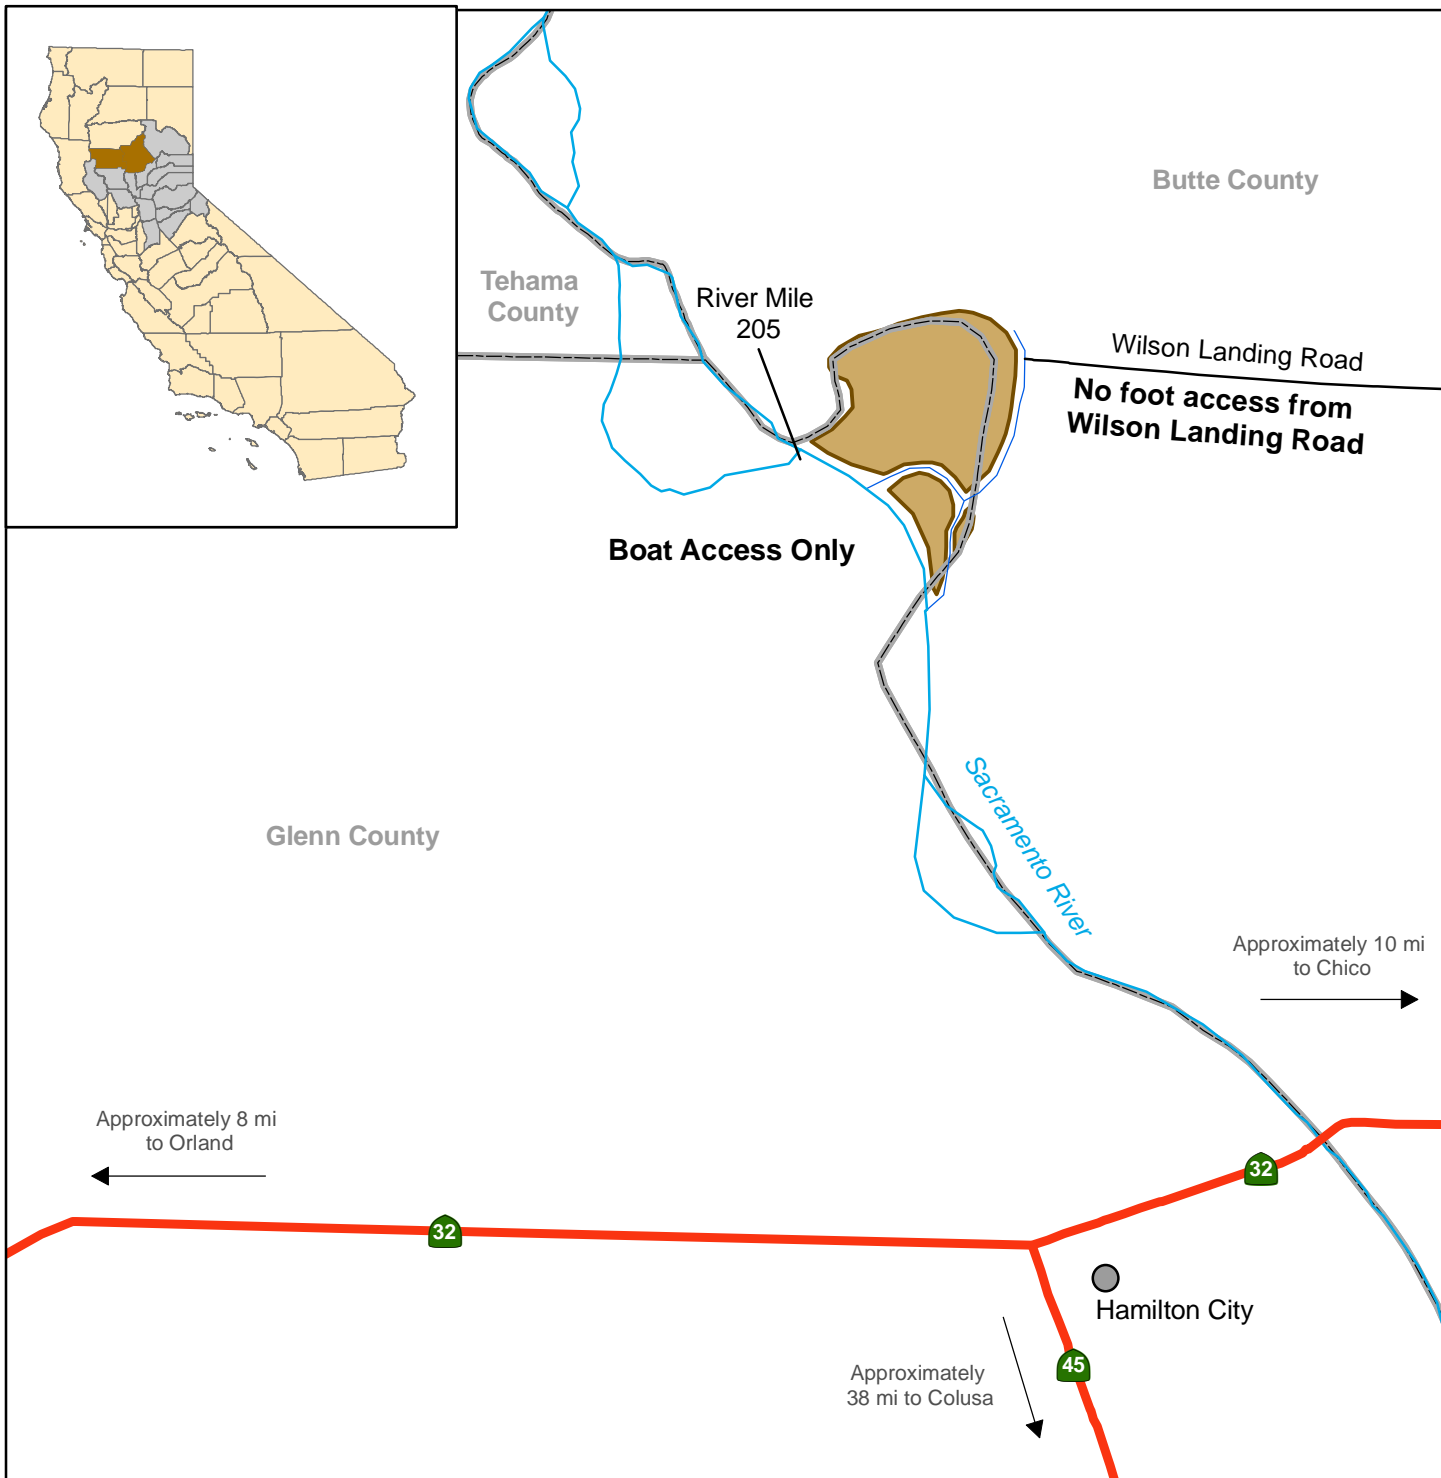 Butte County
Tehama
County
River Mile
205
Wilson Landing Road
No foot access from
Wilson Landing Road
Boat Access Only
Sacramento River
Glenn County
Approximately 10 mi
to Chico
Approximately 8 mi
to Orland
32
32
Hamilton City
45
Approximately
38 mi to Colusa